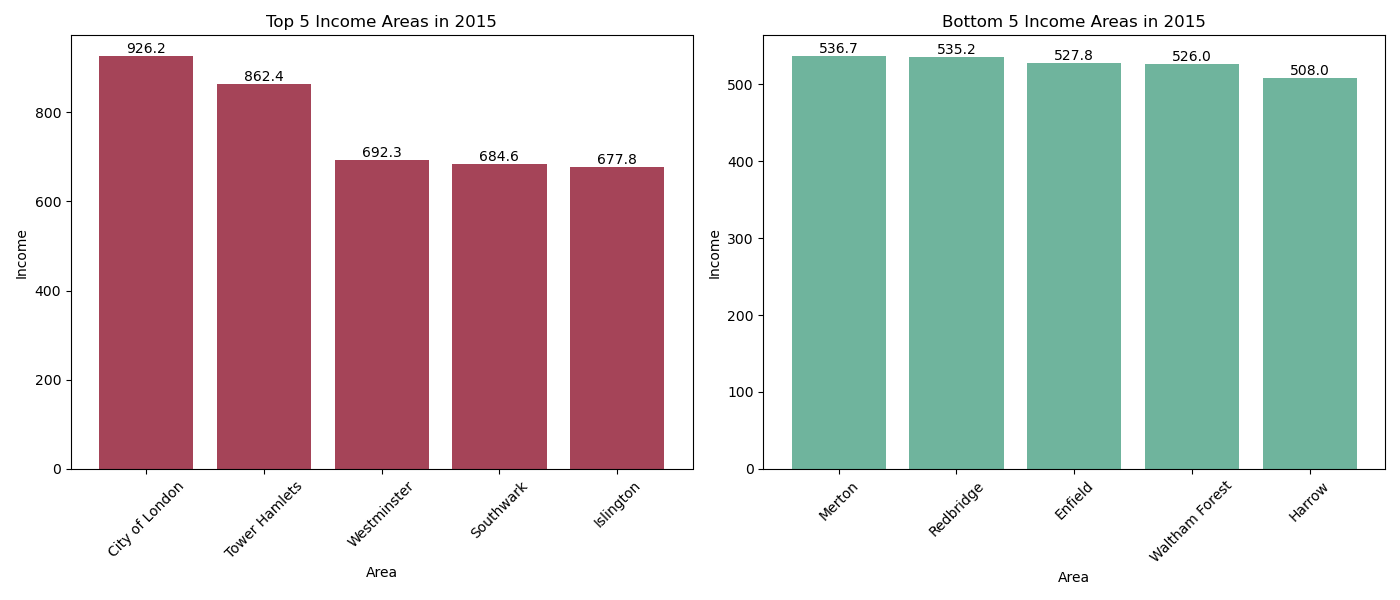 Top 5 Income Areas in 2015
926.2
862.4
692.3
684.6
677.8
800
600
400
200
0
Income
City of London
Tower Hamlets
Westminster
Southwark
Islington
Area
Bottom 5 Income Areas in 2015
536.7
535.2
527.8
526.0
508.0
500
400
300
200
100
0
Income
Merton
Redbridge
Enfield
Waltham Forest
Harrow
Area